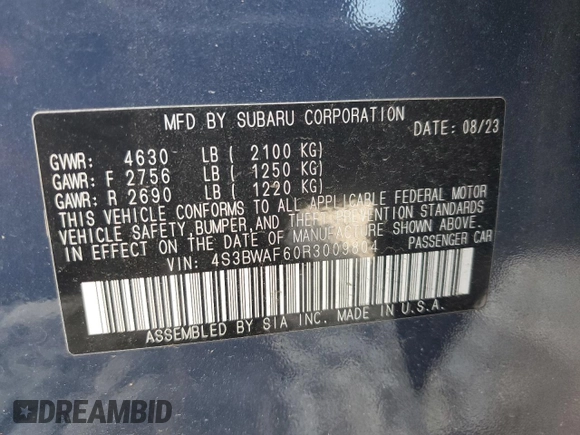 MFD BY SUBARU CORPORATION
DATE: 08/23
GVWR: 4630 LB ( 2100 KG)
GAWR: F 2756 LB ( 1250 KG)
GAWR: R 2690 LB ( 1220 KG)
THIS VEHICLE CONFORMS TO ALL APPLICABLE FEDERAL MOTOR
VEHICLE SAFETY, BUMPER, AND THEFT PREVENTION STANDARDS
IN EFFECT ON THE DATE OF MANUFACTURE SHOWN ABOVE.
VIN: 4S3BWAF60R3009804 PASSENGER CAR
ASSEMBLED BY SIA INC. MADE IN U.S.A.
DREAMBID